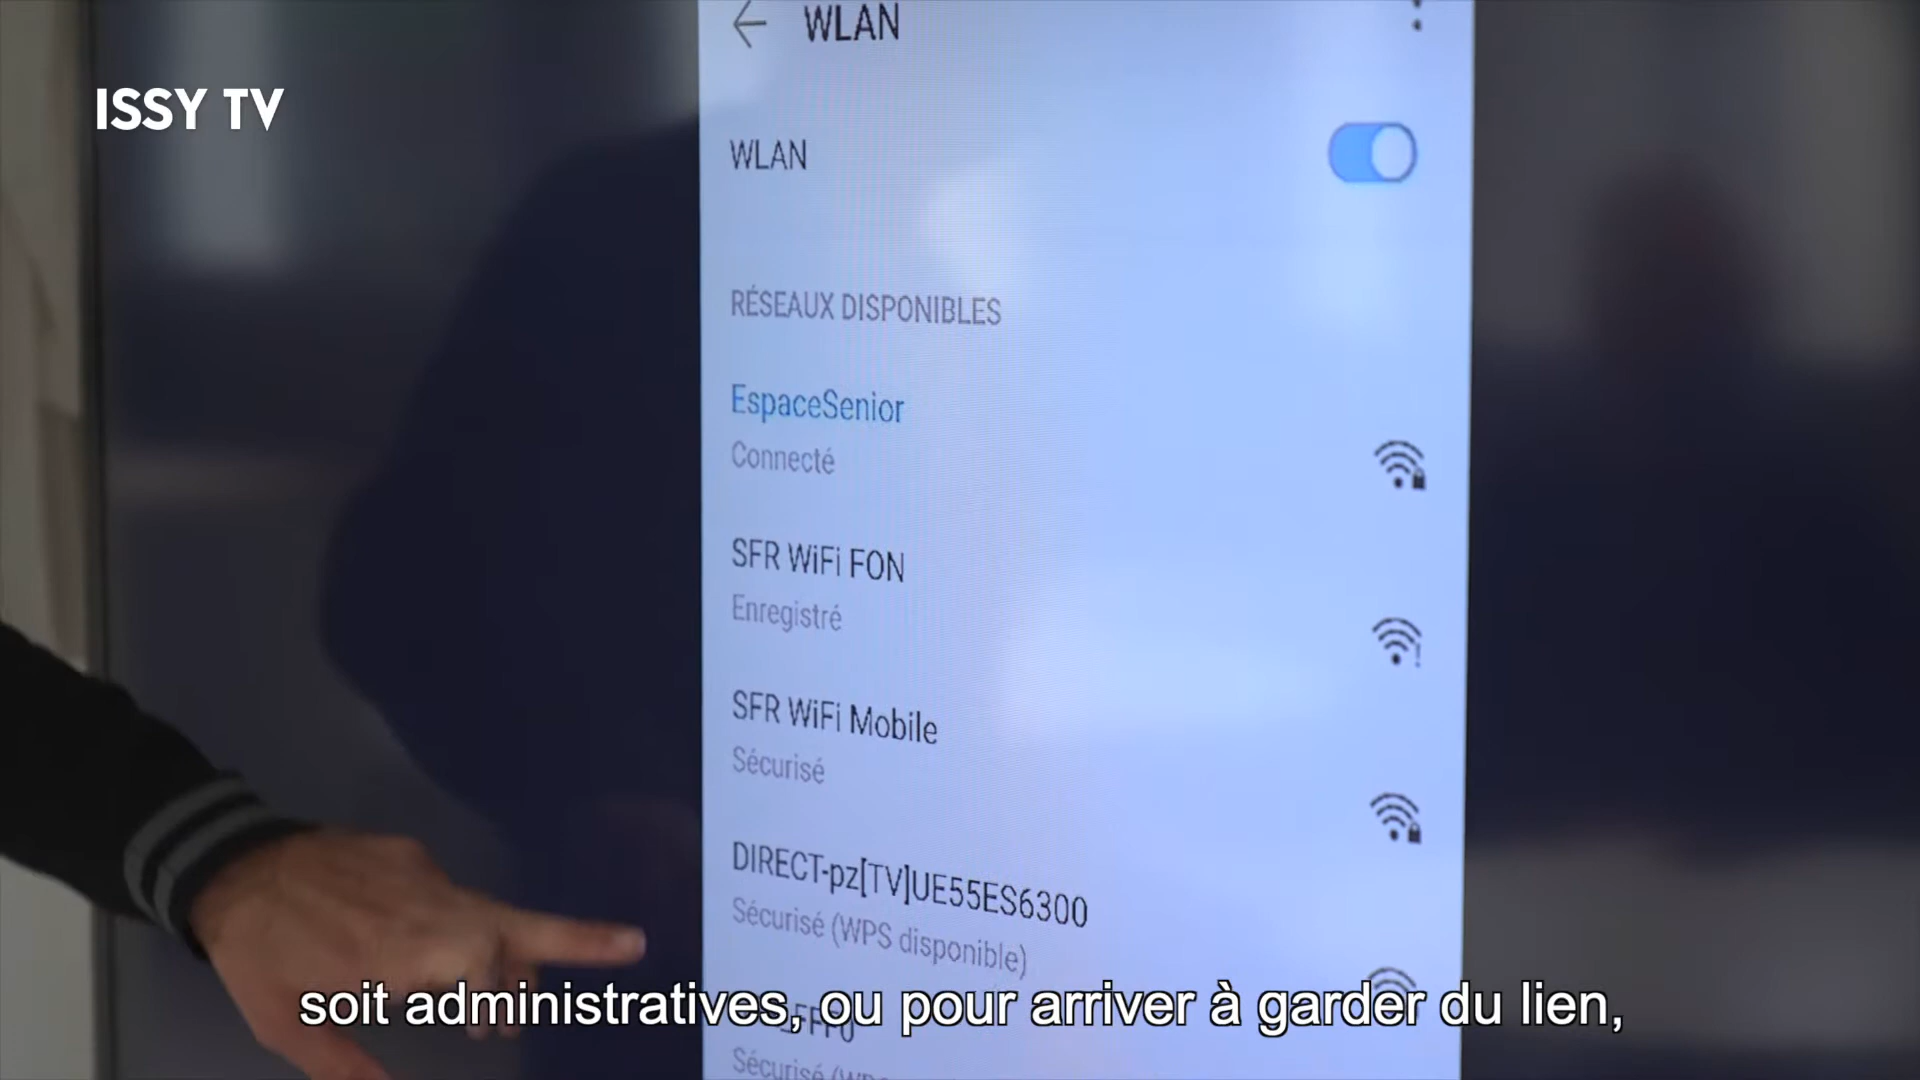 WLAN
ISSY TV
WLAN
RÉSEAUX DISPONIBLES
EspaceSenior
Connecté
SFR WiFi FON
Enregistré
SFR WiFi Mobile
Sécurisé
DIRECT-pz[TV]UE55ES6300
Sécurisé (WPS disponible)
soit administratives, ou pour arriver à garder du lien,
Sécurisé